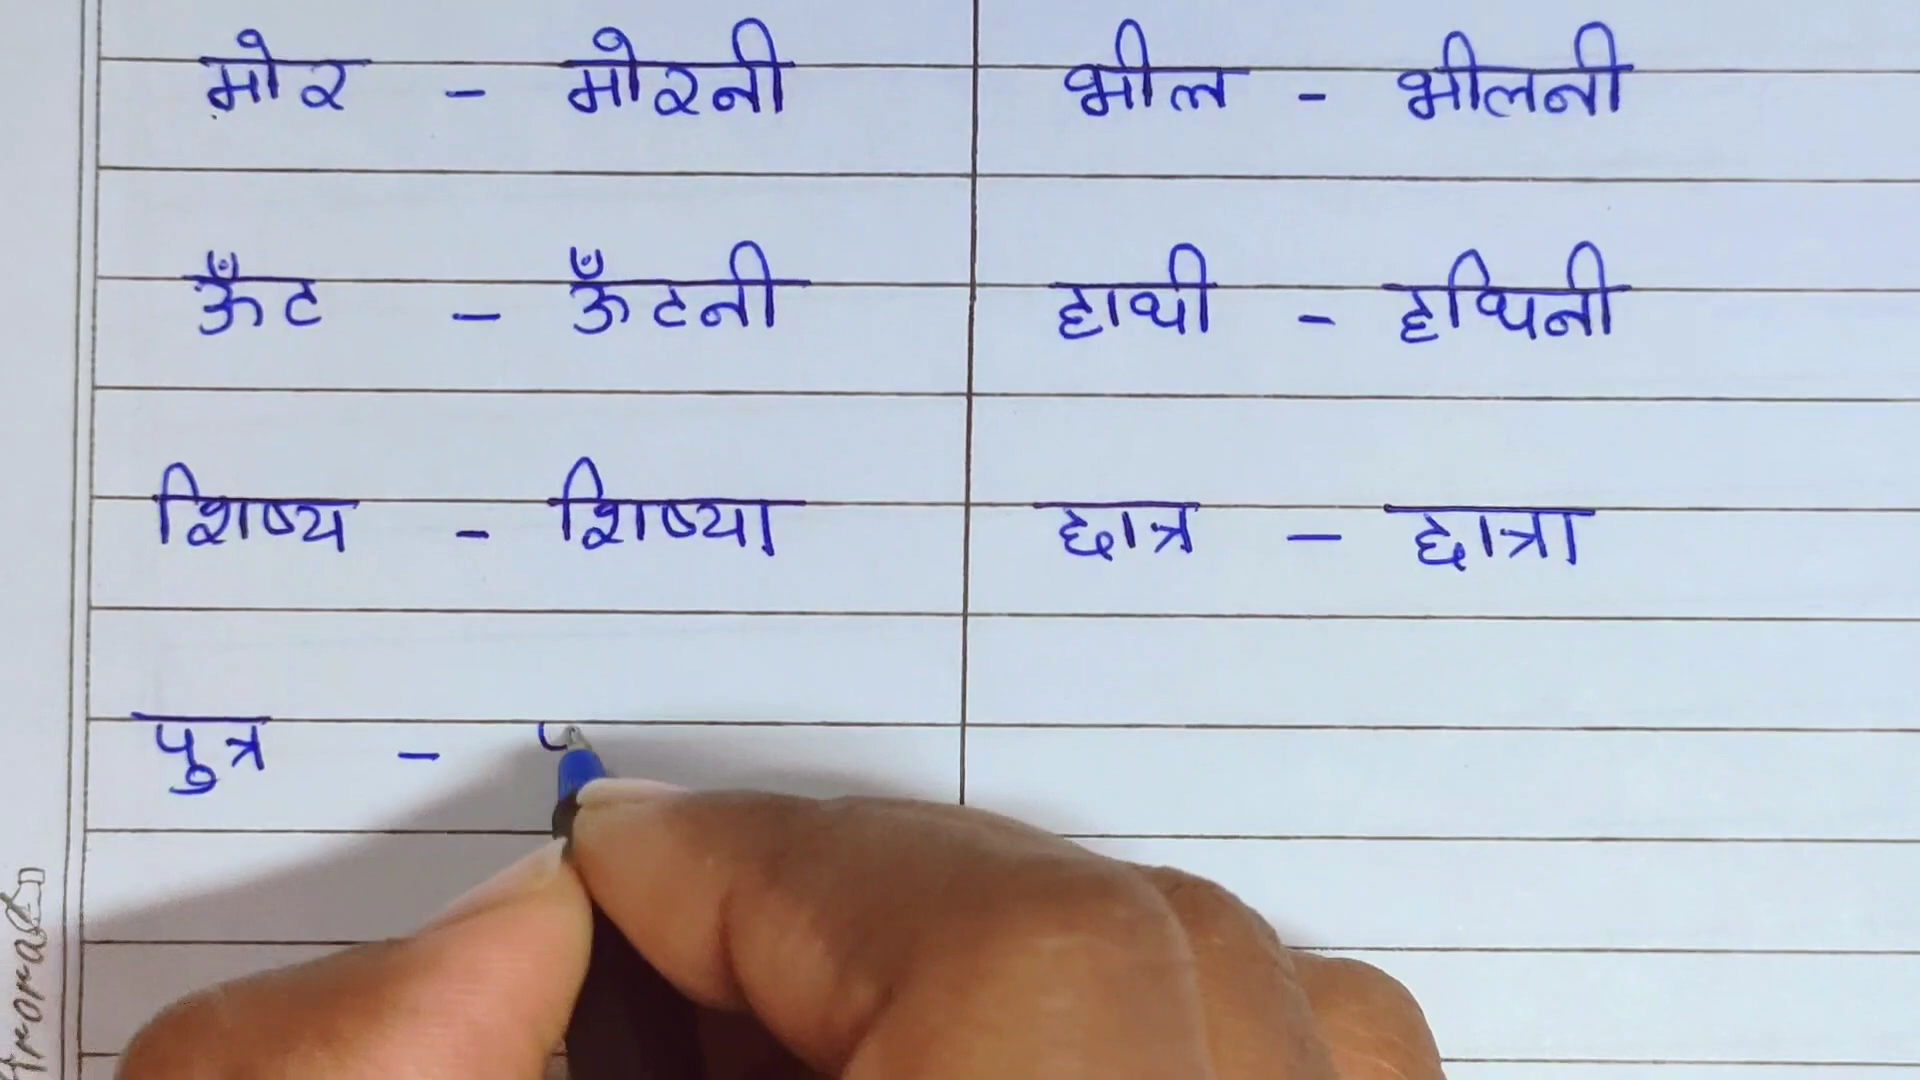 मोर - मोरनी भील - भीलनी
ऊँट - ऊँटनी हाथी - हथिनी
शिष्य - शिष्या छात्र - छात्रा
पुत्र -